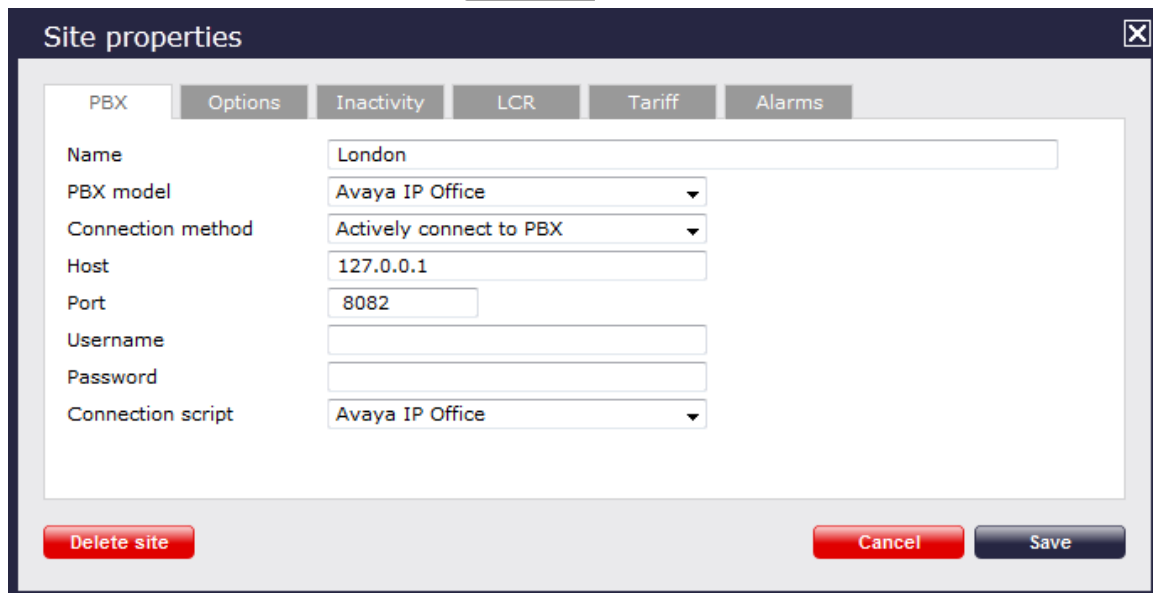 Site properties
PBX Options Inactivity LCR Tariff Alarms
Name London
PBX model Avaya IP Office
Connection method Actively connect to PBX
Host 127.0.0.1
Port 8082
Username
Password
Connection script Avaya IP Office
Delete site Cancel Save